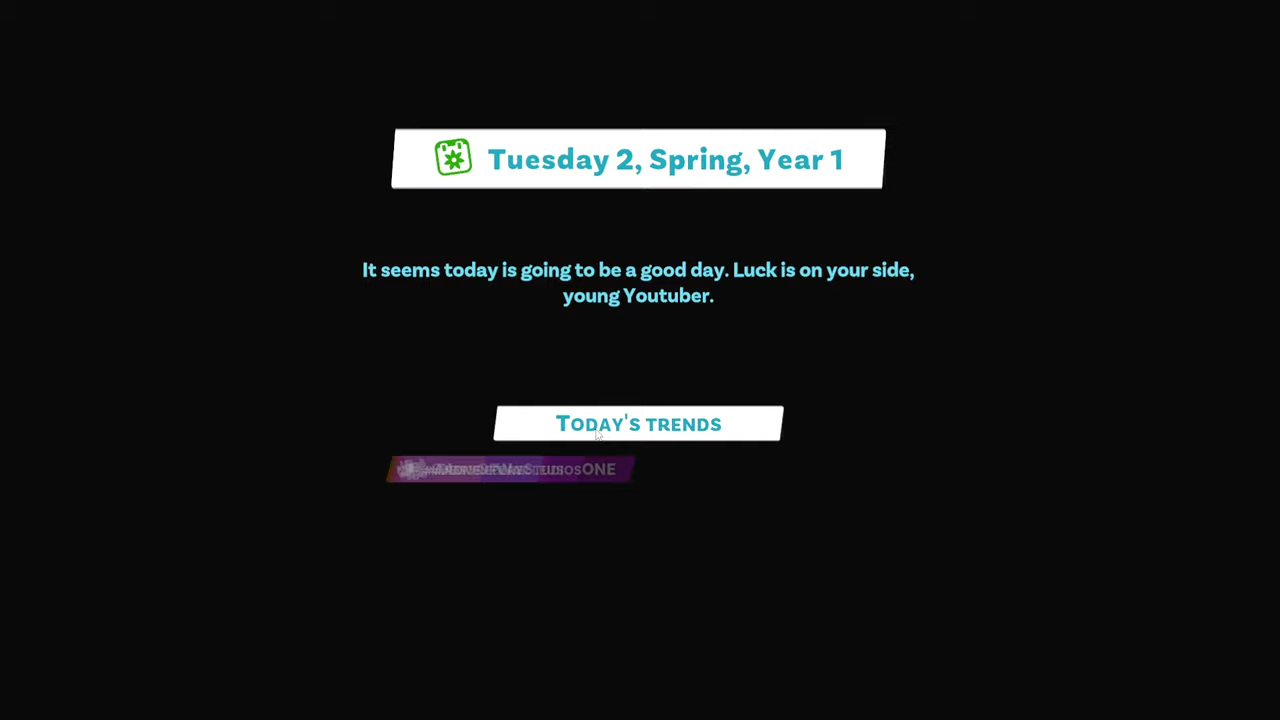 Tuesday 2, Spring, Year 1
It seems today is going to be a good day. Luck is on your side,
young Youtuber.
Today's trends